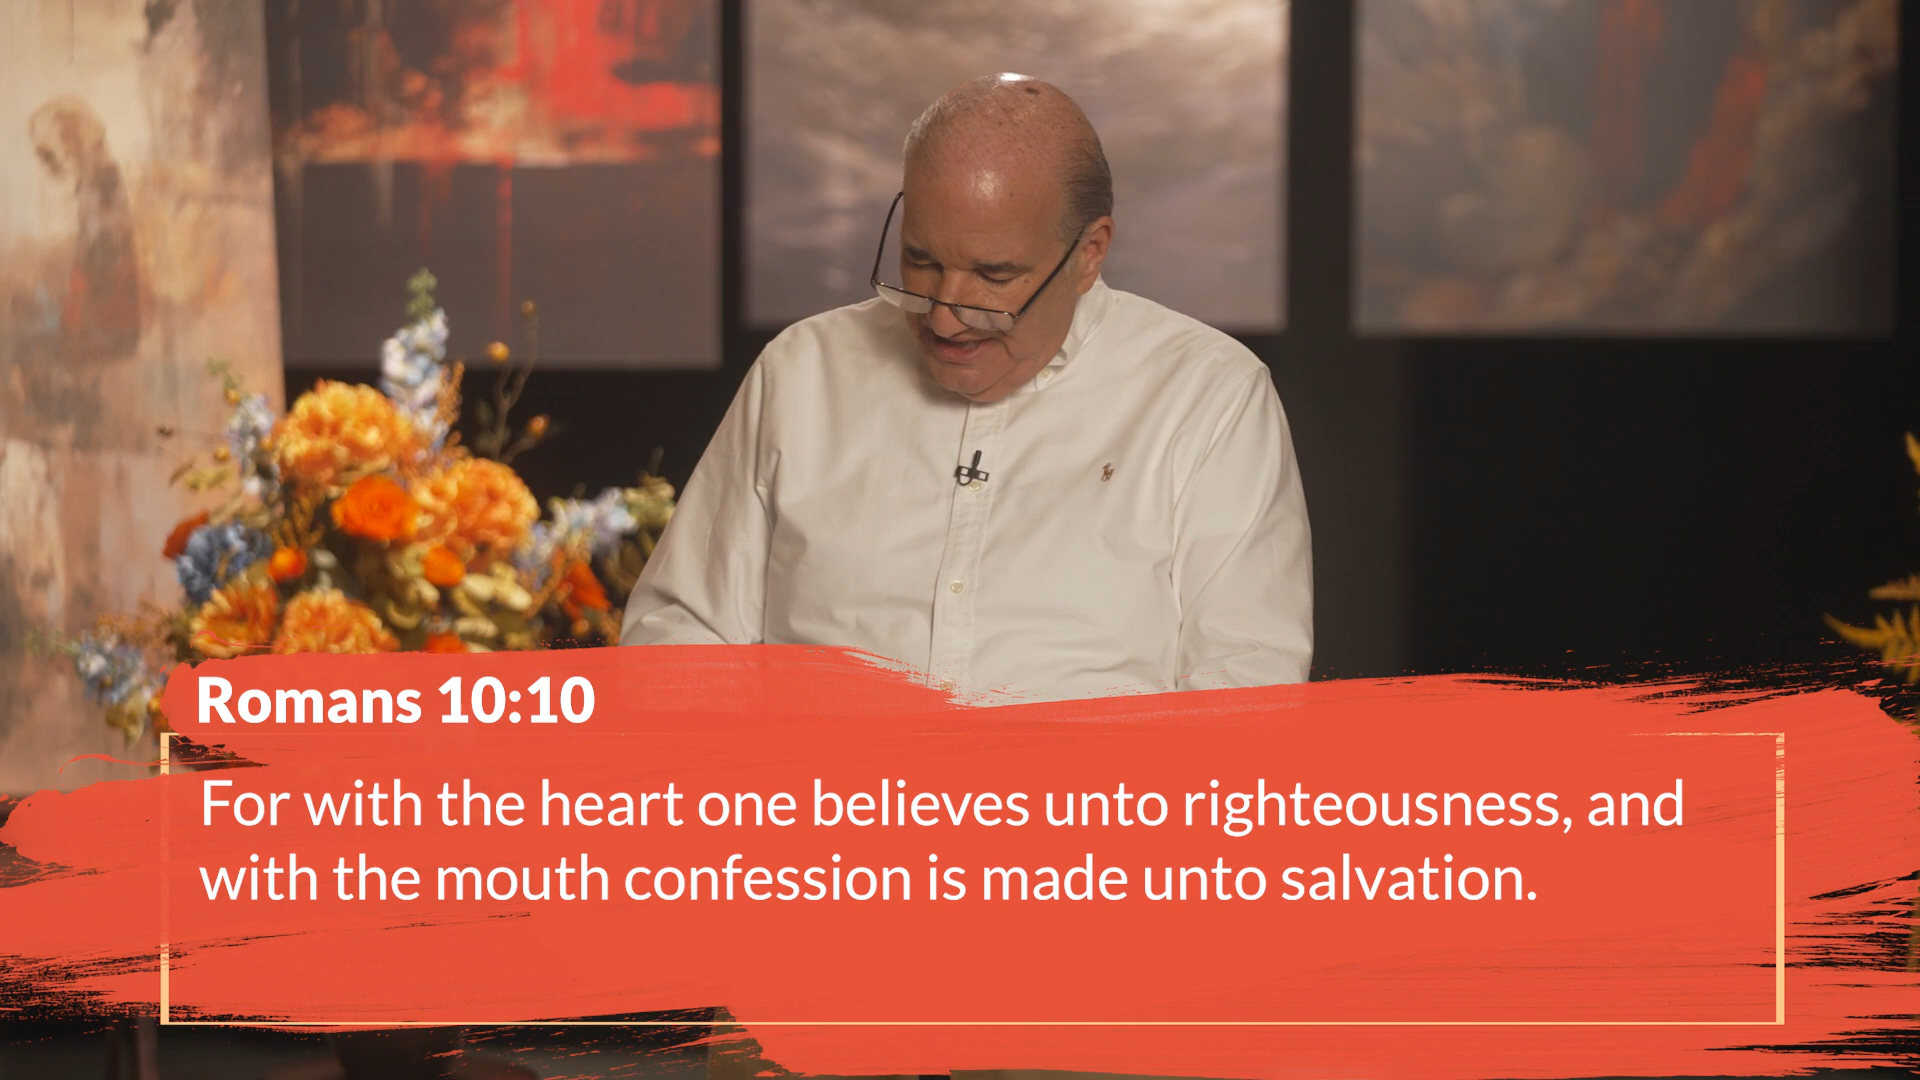 Romans 10:10
For with the heart one believes unto righteousness, and
with the mouth confession is made unto salvation.